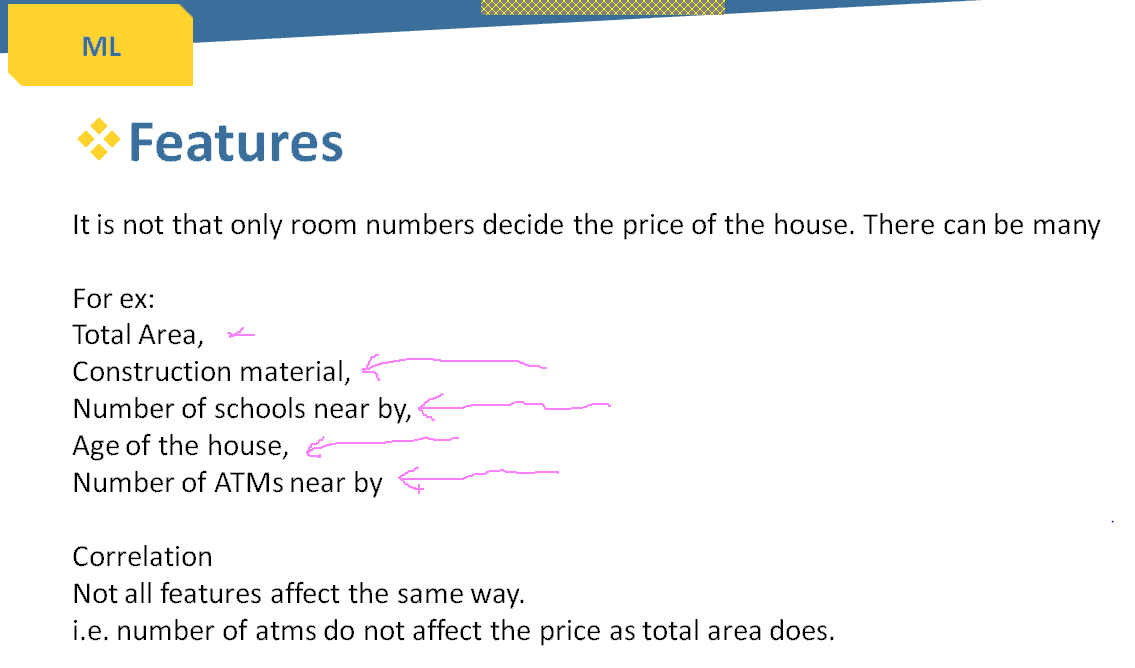 ML
Features
It is not that only room numbers decide the price of the house. There can be many
For ex:
Total Area,
Construction material,
Number of schools near by,
Age of the house,
Number of ATMs near by
Correlation
Not all features affect the same way.
i.e. number of atms do not affect the price as total area does.